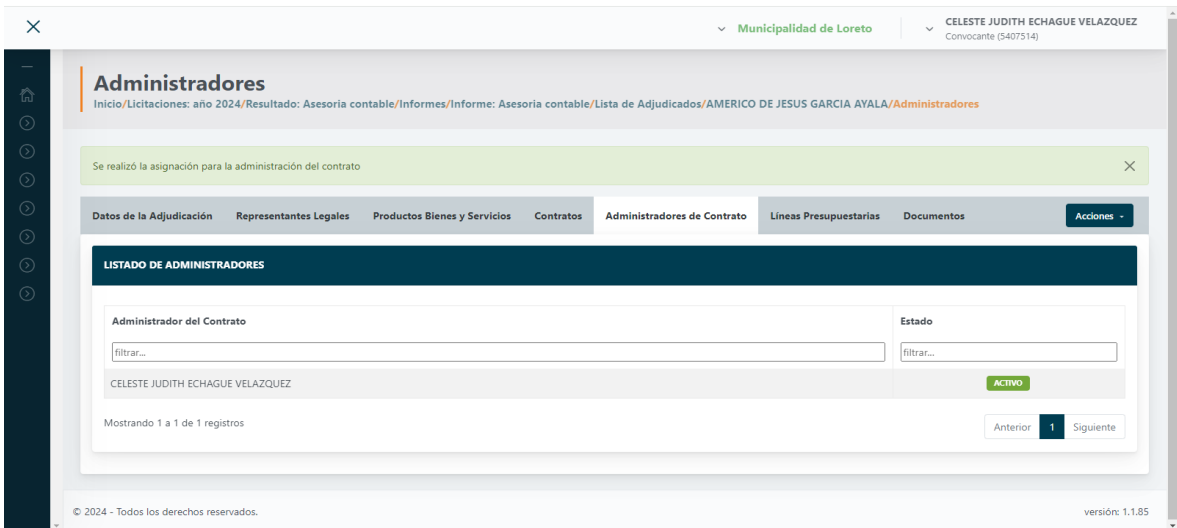 Municipalidad de Loreto
CELESTE JUDITH ECHAGUE VELAZQUEZ
Convocante (5407514)
Administradores
Inicio/Licitaciones: año 2024/Resultado: Asesoria contable/Informes/Informe: Asesoria contable/Lista de Adjudicados/AMERICO DE JESUS GARCIA AYALA/Administradores
Se realizó la asignación para la administración del contrato
Datos de la Adjudicación Representantes Legales Productos Bienes y Servicios Contratos Administradores de Contrato Líneas Presupuestarias Documentos Acciones
LISTADO DE ADMINISTRADORES
Administrador del Contrato Estado
filtrar... filtrar...
CELESTE JUDITH ECHAGUE VELAZQUEZ ACTIVO
Mostrando 1 a 1 de 1 registros
Anterior 1 Siguiente
© 2024 - Todos los derechos reservados. versión: 1.1.85